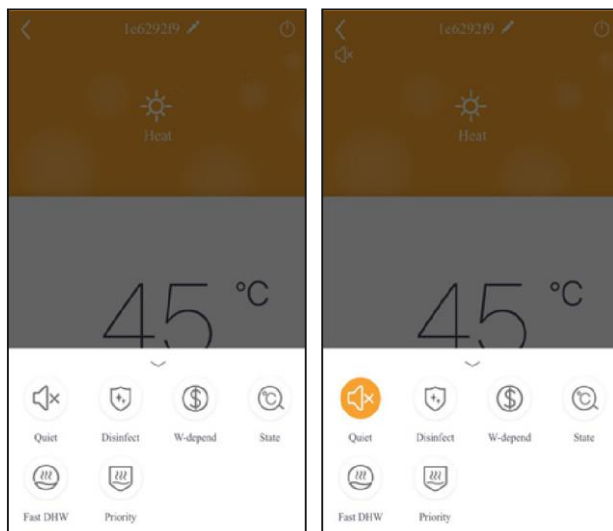 1e6292f9
Heat
45 °C
Quiet
Disinfect
W-depend
State
Fast DHW
Priority
1e6292f9
Heat
45 °C
Quiet
Disinfect
W-depend
State
Fast DHW
Priority